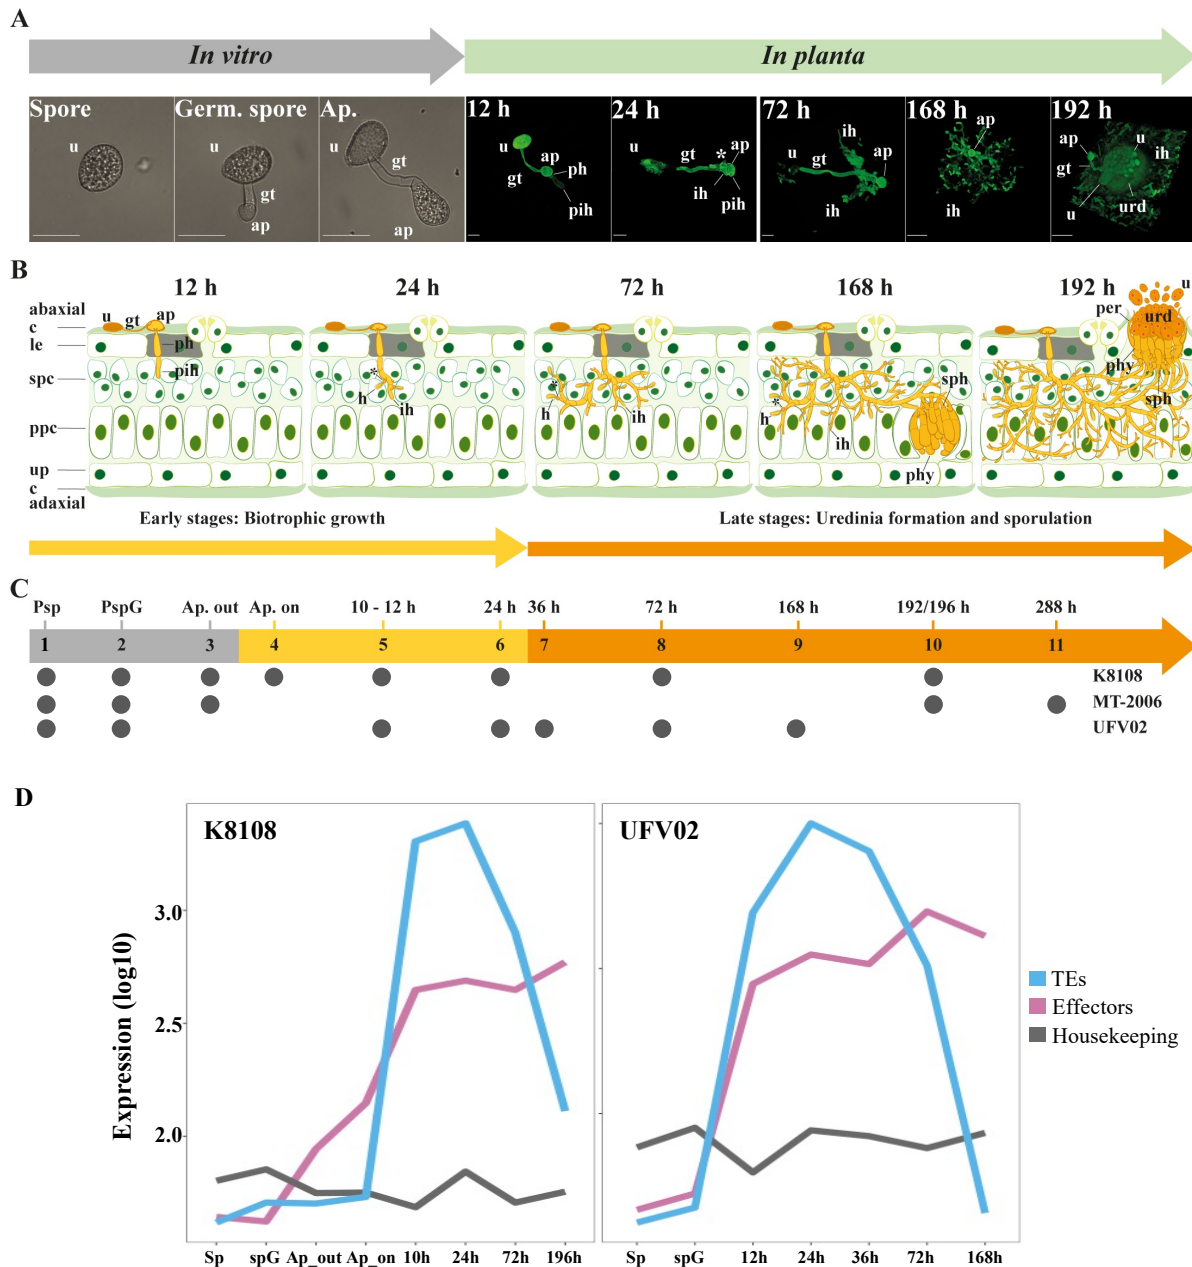 A
In vitro
In planta
Spore
Germ. spore
Ap.
12 h
24 h
72 h
168 h
192 h
u
u
gt
ap
u
gt
ap
u
gt
ap
ph
pih
gt
*
ap
ih
pih
u
gt
ih
ap
ih
ap
ih
ap
u
ih
gt
urd
u
B
12 h
24 h
72 h
168 h
192 h
abaxial
c
le
spc
ppc
up
c
adaxial
u
gt
ap
ph
pih
*
h
ih
*
h
ih
*
h
ih
sph
phy
per
u
urd
phy
sph
Early stages: Biotrophic growth
Late stages: Uredinia formation and sporulation
C
Psp PspG Ap. out Ap. on 10 - 12 h 24 h 36 h 72 h 168 h 192/196 h 288 h
1 2 3 4 5 6 7 8 9 10 11
K8108
MT-2006
UFV02
D
K8108
UFV02
Expression (log10)
3.0
2.5
2.0
TEs
Effectors
Housekeeping
Sp spG Ap_out Ap_on 10h 24h 72h 196h
Sp spG 12h 24h 36h 72h 168h